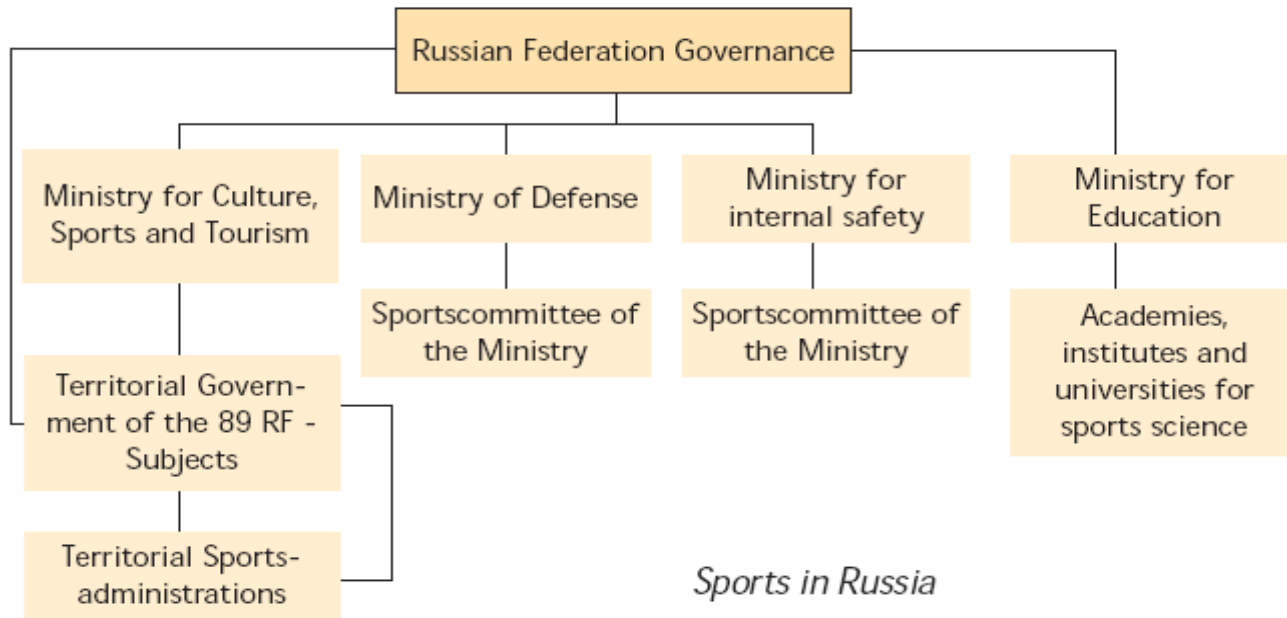 Russian Federation Governance
Ministry for Culture,
Sports and Tourism
Ministry of Defense
Ministry for
internal safety
Ministry for
Education
Sportscommittee of
the Ministry
Sportscommittee of
the Ministry
Academies,
institutes and
universities for
sports science
Territorial Govern-
ment of the 89 RF -
Subjects
Territorial Sports-
administrations
Sports in Russia